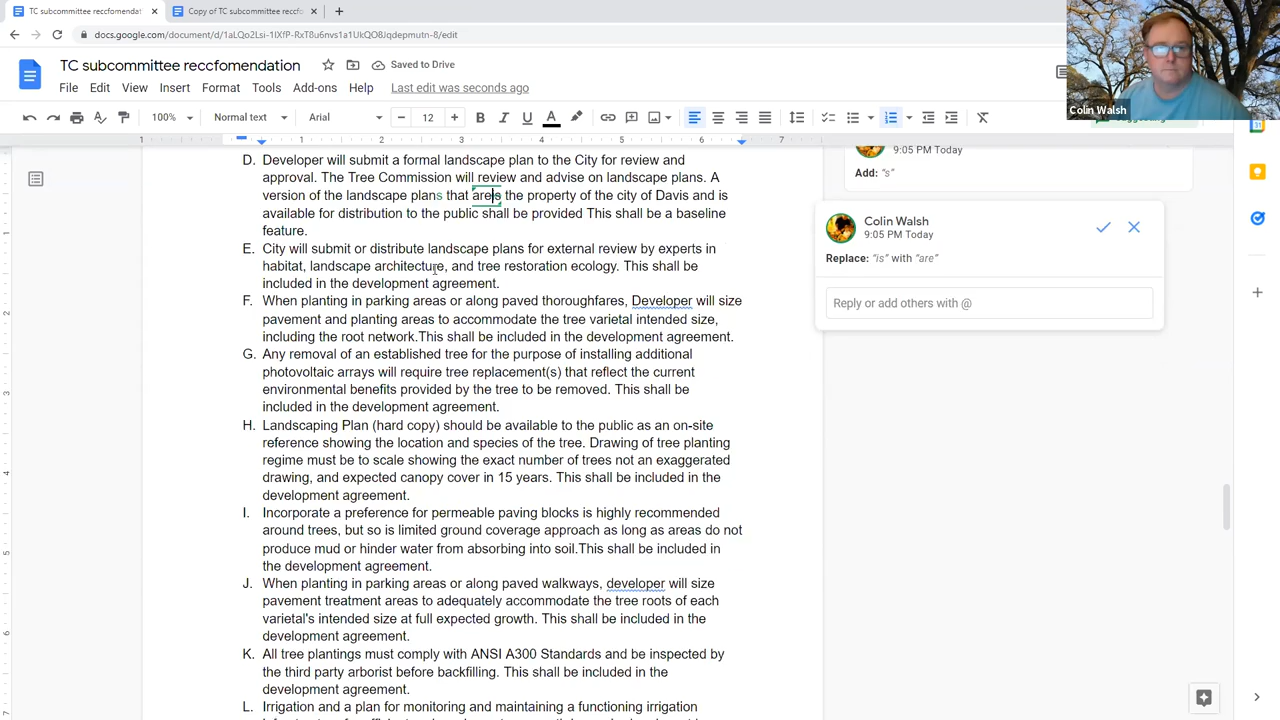 TC subcommittee reccfomendation
Copy of TC subcommittee reccfo
docs.google.com/document/d/1aLQo2Lsi-1IXfP-RxT8u6nvs1a1UkQO8Jqdepmutn-8/edit
TC subcommittee reccfomendation
Saved to Drive
File Edit View Insert Format Tools Add-ons Help Last edit was seconds ago
100% Normal text Arial 12
Colin Walsh
1 1 2 3 4 5 6 7
D. Developer will submit a formal landscape plan to the City for review and
approval. The Tree Commission will review and advise on landscape plans. A
version of the landscape plans that areis the property of the city of Davis and is
available for distribution to the public shall be provided This shall be a baseline
feature.
E. City will submit or distribute landscape plans for external review by experts in
habitat, landscape architecture, and tree restoration ecology. This shall be
included in the development agreement.
F. When planting in parking areas or along paved thoroughfares, Developer will size
pavement and planting areas to accommodate the tree varietal intended size,
including the root network.This shall be included in the development agreement.
G. Any removal of an established tree for the purpose of installing additional
photovoltaic arrays will require tree replacement(s) that reflect the current
environmental benefits provided by the tree to be removed. This shall be
included in the development agreement.
H. Landscaping Plan (hard copy) should be available to the public as an on-site
reference showing the location and species of the tree. Drawing of tree planting
regime must be to scale showing the exact number of trees not an exaggerated
drawing, and expected canopy cover in 15 years. This shall be included in the
development agreement.
I. Incorporate a preference for permeable paving blocks is highly recommended
around trees, but so is limited ground coverage approach as long as areas do not
produce mud or hinder water from absorbing into soil.This shall be included in
the development agreement.
J. When planting in parking areas or along paved walkways, developer will size
pavement treatment areas to adequately accommodate the tree roots of each
varietal's intended size at full expected growth. This shall be included in the
development agreement.
K. All tree plantings must comply with ANSI A300 Standards and be inspected by
the third party arborist before backfilling. This shall be included in the
development agreement.
L. Irrigation and a plan for monitoring and maintaining a functioning irrigation
9:05 PM Today
Add: "s"
Colin Walsh
9:05 PM Today
Replace: "is" with "are"
Reply or add others with @
2
3
4
5
6